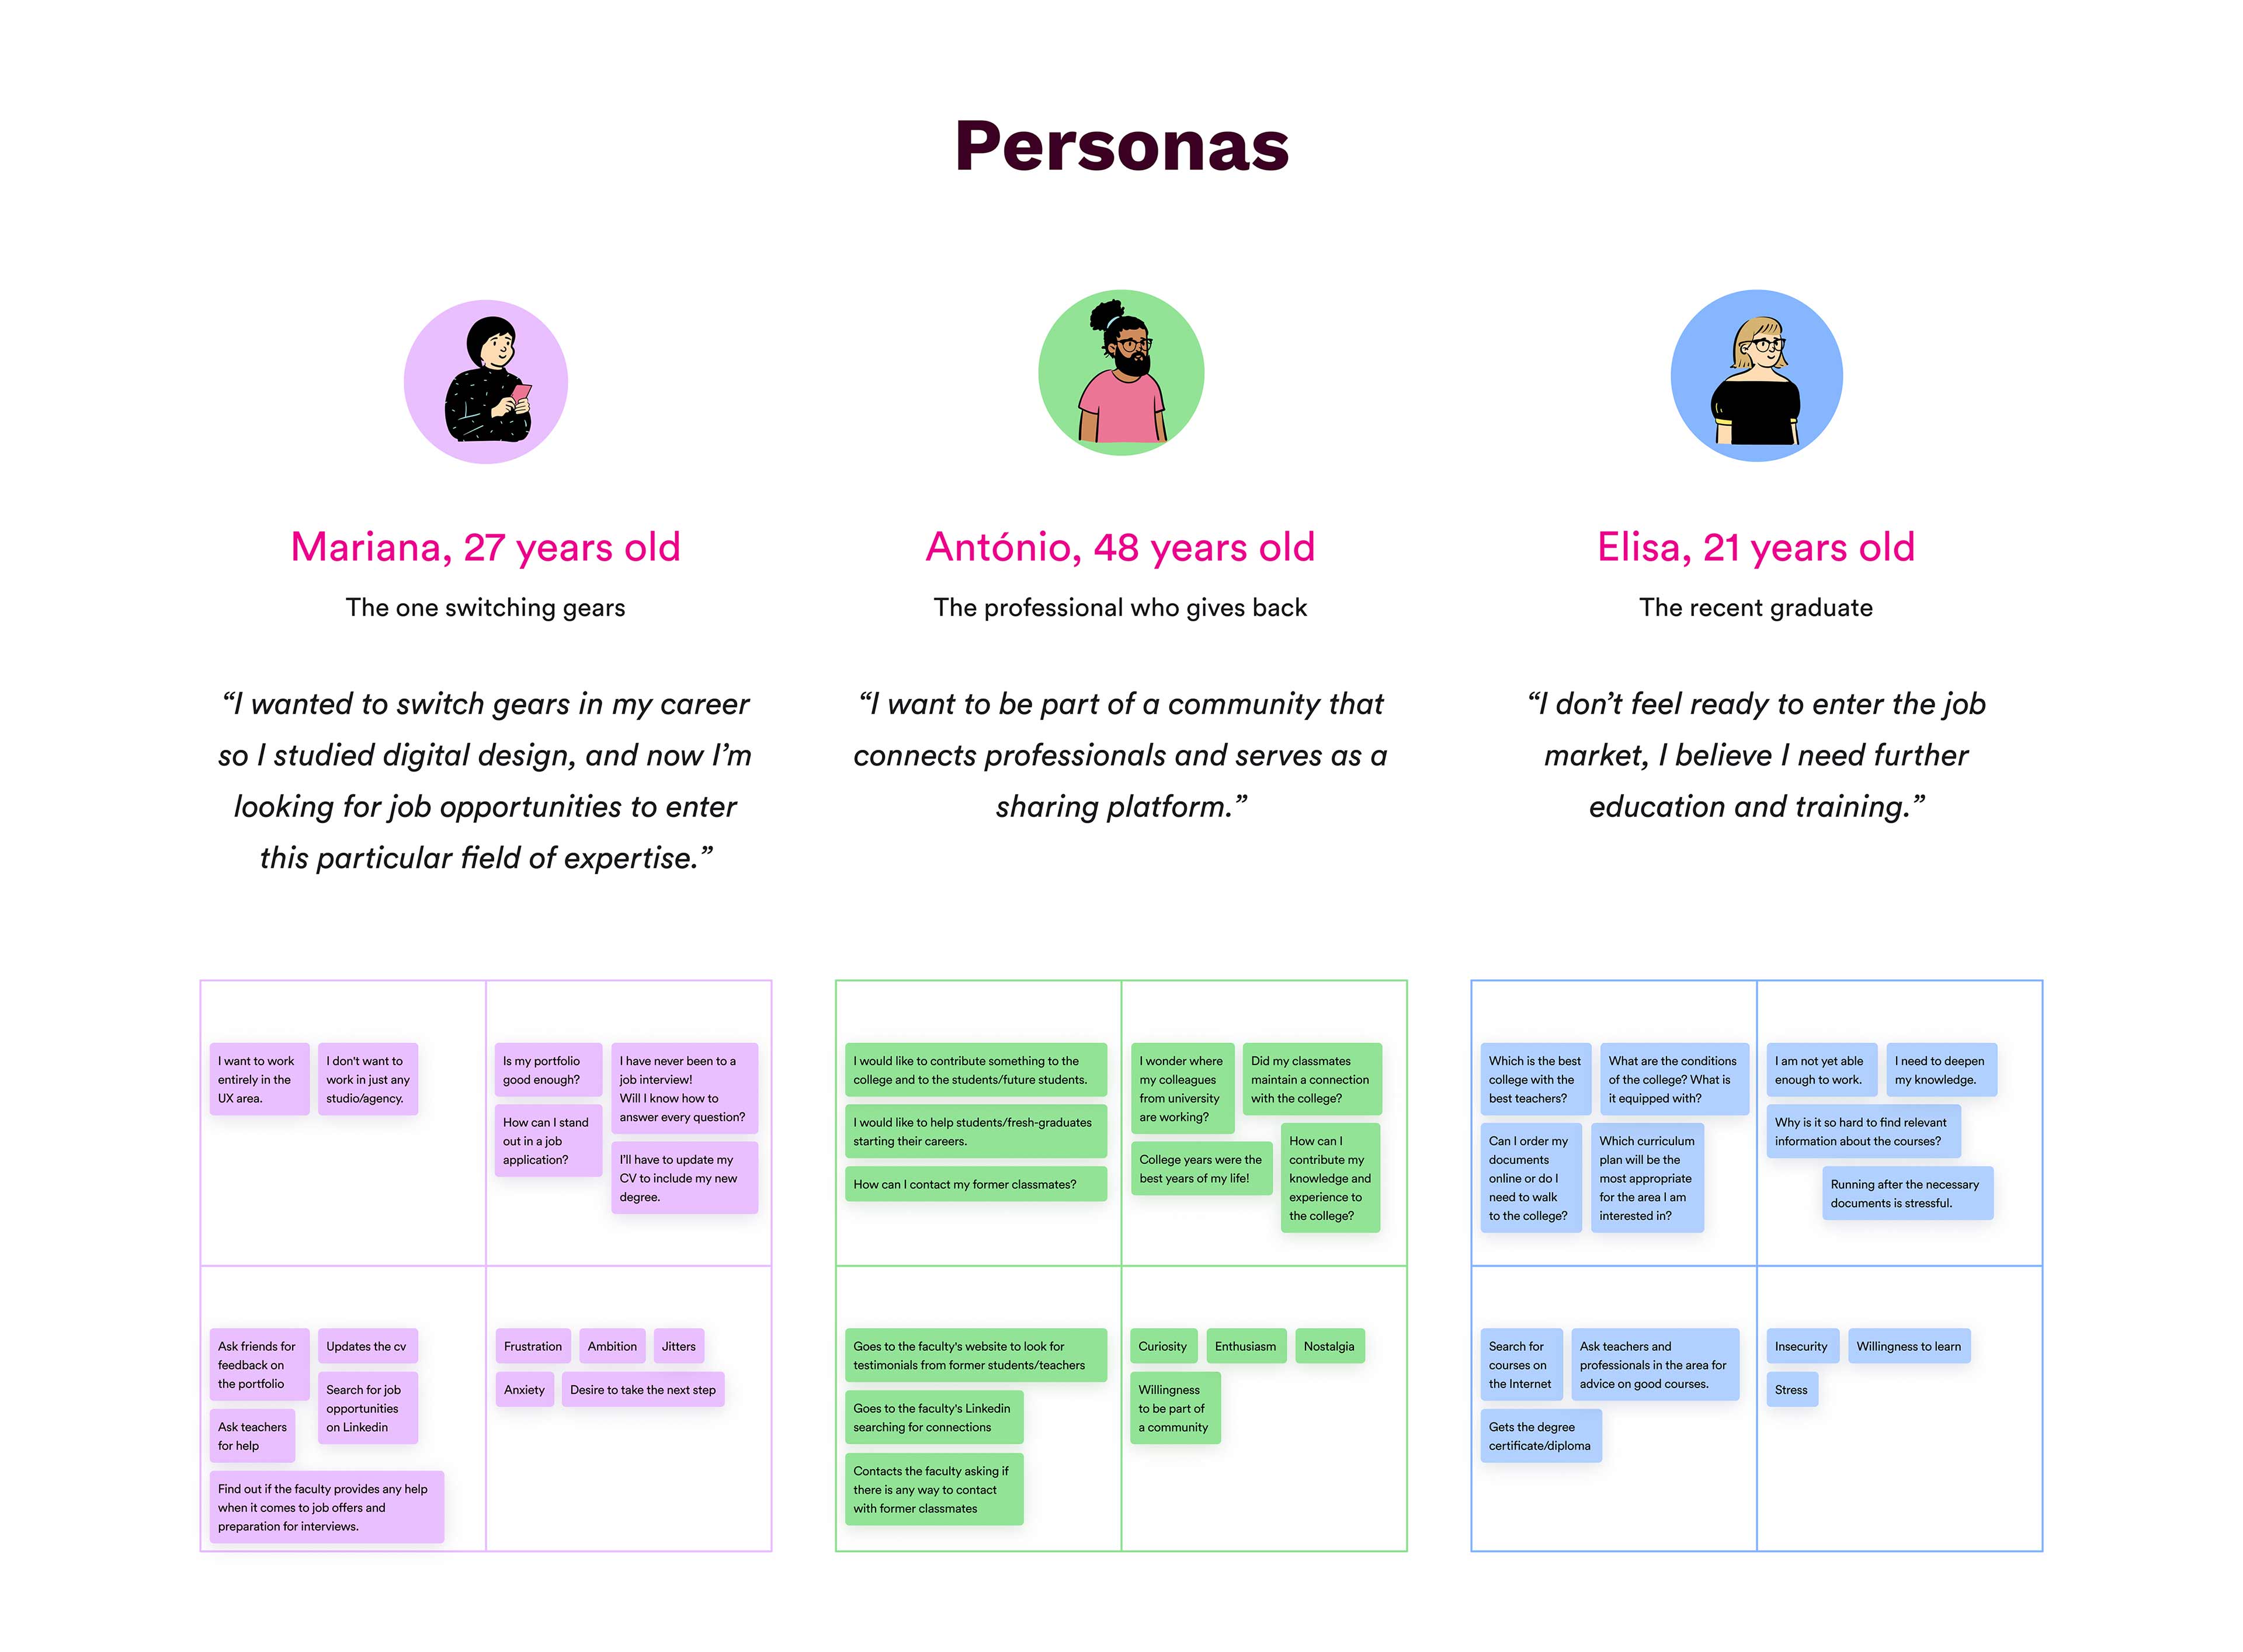 Personas
Mariana, 27 years old
The one switching gears
“I wanted to switch gears in my career
so I studied digital design, and now I’m
looking for job opportunities to enter
this particular field of expertise.”
I want to work
entirely in the
UX area.
I don't want to
work in just any
studio/agency.
Is my portfolio
good enough?
How can I stand
out in a job
application?
I have never been to a
job interview!
Will I know how to
answer every question?
I’ll have to update my
CV to include my new
degree.
Ask friends for
feedback on
the portfolio
Updates the cv
Search for job
opportunities
on Linkedin
Ask teachers
for help
Find out if the faculty provides any help
when it comes to job offers and
preparation for interviews.
Frustration
Ambition
Jitters
Anxiety
Desire to take the next step
António, 48 years old
The professional who gives back
“I want to be part of a community that
connects professionals and serves as a
sharing platform.”
I would like to contribute something to the
college and to the students/future students.
I would like to help students/fresh-graduates
starting their careers.
How can I contact my former classmates?
I wonder where
my colleagues
from university
are working?
Did my classmates
maintain a connection
with the college?
College years were the
best years of my life!
How can I
contribute my
knowledge and
experience to
the college?
Goes to the faculty's website to look for
testimonials from former students/teachers
Goes to the faculty's Linkedin
searching for connections
Contacts the faculty asking if
there is any way to contact
with former classmates
Curiosity
Enthusiasm
Nostalgia
Willingness
to be part of
a community
Elisa, 21 years old
The recent graduate
“I don’t feel ready to enter the job
market, I believe I need further
education and training.”
Which is the best
college with the
best teachers?
What are the conditions
of the college? What is
it equipped with?
Can I order my
documents
online or do I
need to walk
to the college?
Which curriculum
plan will be the
most appropriate
for the area I am
interested in?
I am not yet able
enough to work.
I need to deepen
my knowledge.
Why is it so hard to find relevant
information about the courses?
Running after the necessary
documents is stressful.
Search for
courses on
the Internet
Ask teachers and
professionals in the area for
advice on good courses.
Gets the degree
certificate/diploma
Insecurity
Willingness to learn
Stress